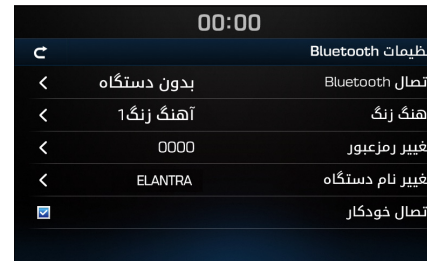 00:00
ظیمات Bluetooth
تصال Bluetooth بدون دستگاه
هنگ زنگ آهنگ زنگ1
غییر رمزعبور 0000
غییر نام دستگاه ELANTRA
تصال خودکار